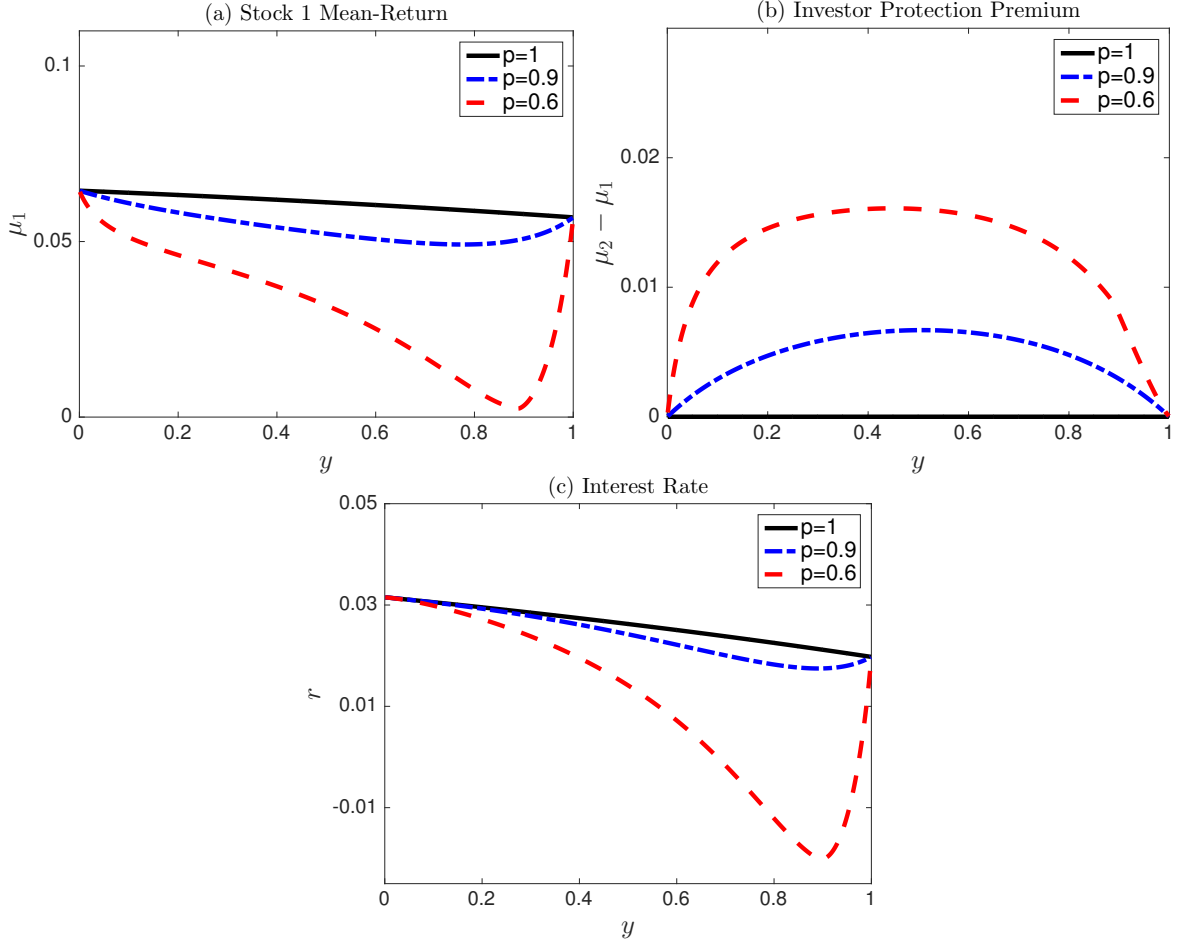 (a) Stock 1 Mean-Return
p=1
p=0.9
p=0.6
0.1
0.05
0
μ₁
0
0.2
0.4
0.6
0.8
1
y
(b) Investor Protection Premium
p=1
p=0.9
p=0.6
0.02
0.01
0
μ₂ − μ₁
0
0.2
0.4
0.6
0.8
1
y
(c) Interest Rate
p=1
p=0.9
p=0.6
0.05
0.03
0.01
-0.01
r
0
0.2
0.4
0.6
0.8
1
y